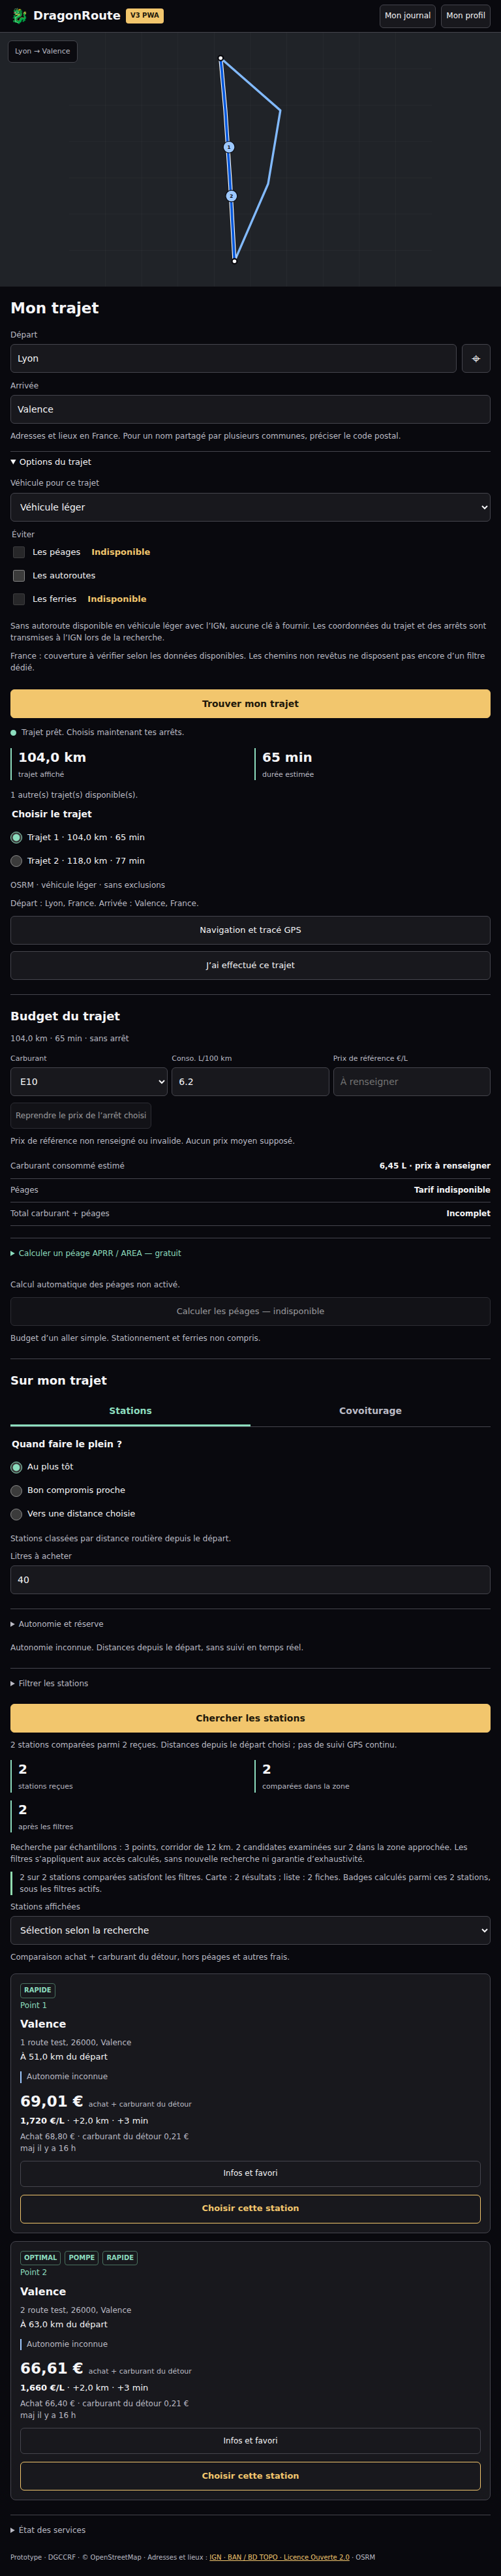 DragonRoute V3 PWA Mon journal Mon profil
Lyon → Valence
1
2
Mon trajet
Départ
Lyon
Arrivée
Valence
Adresses et lieux en France. Pour un nom partagé par plusieurs communes, préciser le code postal.
▼ Options du trajet
Véhicule pour ce trajet
Véhicule léger
Éviter
Les péages Indisponible
Les autoroutes
Les ferries Indisponible
Sans autoroute disponible en véhicule léger avec l’IGN, aucune clé à fournir. Les coordonnées du trajet et des arrêts sont
transmises à l’IGN lors de la recherche.
France : couverture à vérifier selon les données disponibles. Les chemins non revêtus ne disposent pas encore d’un filtre
dédié.
Trouver mon trajet
Trajet prêt. Choisis maintenant tes arrêts.
104,0 km 65 min
trajet affiché durée estimée
1 autre(s) trajet(s) disponible(s).
Choisir le trajet
Trajet 1 · 104,0 km · 65 min
Trajet 2 · 118,0 km · 77 min
OSRM · véhicule léger · sans exclusions
Départ : Lyon, France. Arrivée : Valence, France.
Navigation et tracé GPS
J’ai effectué ce trajet
Budget du trajet
104,0 km · 65 min · sans arrêt
Carburant Conso. L/100 km Prix de référence €/L
E10 6.2 À renseigner
Reprendre le prix de l’arrêt choisi
Prix de référence non renseigné ou invalide. Aucun prix moyen supposé.
Carburant consommé estimé 6,45 L · prix à renseigner
Péages Tarif indisponible
Total carburant + péages Incomplet
▶ Calculer un péage APRR / AREA — gratuit
Calcul automatique des péages non activé.
Calculer les péages — indisponible
Budget d’un aller simple. Stationnement et ferries non compris.
Sur mon trajet
Stations Covoiturage
Quand faire le plein ?
Au plus tôt
Bon compromis proche
Vers une distance choisie
Stations classées par distance routière depuis le départ.
Litres à acheter
40
▶ Autonomie et réserve
Autonomie inconnue. Distances depuis le départ, sans suivi en temps réel.
▶ Filtrer les stations
Chercher les stations
2 stations comparées parmi 2 reçues. Distances depuis le départ choisi ; pas de suivi GPS continu.
2 2
stations reçues comparées dans la zone
2
après les filtres
Recherche par échantillons : 3 points, corridor de 12 km. 2 candidates examinées sur 2 dans la zone approchée. Les
filtres s’appliquent aux accès calculés, sans nouvelle recherche ni garantie d’exhaustivité.
2 sur 2 stations comparées satisfont les filtres. Carte : 2 résultats ; liste : 2 fiches. Badges calculés parmi ces 2 stations,
sous les filtres actifs.
Stations affichées
Sélection selon la recherche
Comparaison achat + carburant du détour, hors péages et autres frais.
RAPIDE
Point 1
Valence
1 route test, 26000, Valence
À 51,0 km du départ
Autonomie inconnue
69,01 € achat + carburant du détour
1,720 €/L · +2,0 km · +3 min
Achat 68,80 € · carburant du détour 0,21 €
maj il y a 16 h
Infos et favori
Choisir cette station
OPTIMAL POMPE RAPIDE
Point 2
Valence
2 route test, 26000, Valence
À 63,0 km du départ
Autonomie inconnue
66,61 € achat + carburant du détour
1,660 €/L · +2,0 km · +3 min
Achat 66,40 € · carburant du détour 0,21 €
maj il y a 16 h
Infos et favori
Choisir cette station
▶ État des services
Prototype · DGCCRF · © OpenStreetMap · Adresses et lieux : IGN · BAN / BD TOPO · Licence Ouverte 2.0 · OSRM